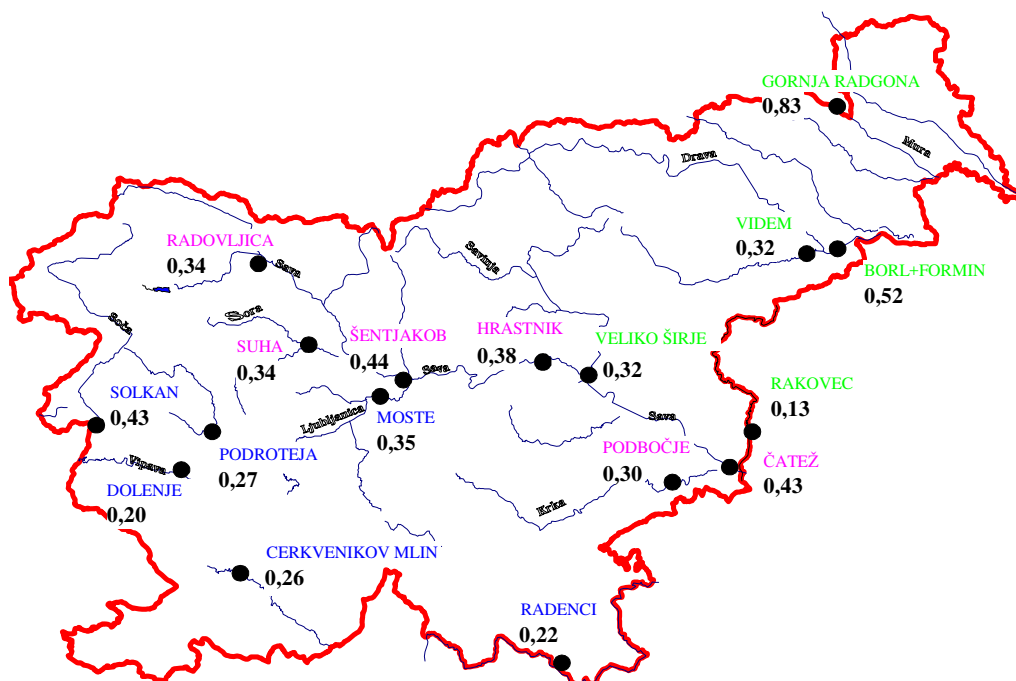 GORNJA RADGONA
0,83
Mura
Drava
VIDEM
0,32
BORL+FORMIN
0,52
RADOVLJICA
0,34
Sava
Savinja
Sora
Soča
SUHA
0,34
ŠENTJAKOB
0,44
Sava
HRASTNIK
0,38
VELIKO ŠIRJE
0,32
SOLKAN
0,43
Ljubljanica
MOSTE
0,35
Sava
RAKOVEC
0,13
PODROTEJA
0,27
Vipava
DOLENJE
0,20
PODBOČJE
0,30
ČATEŽ
0,43
Krka
CERKVENIKOV MLIN
0,26
RADENCI
0,22